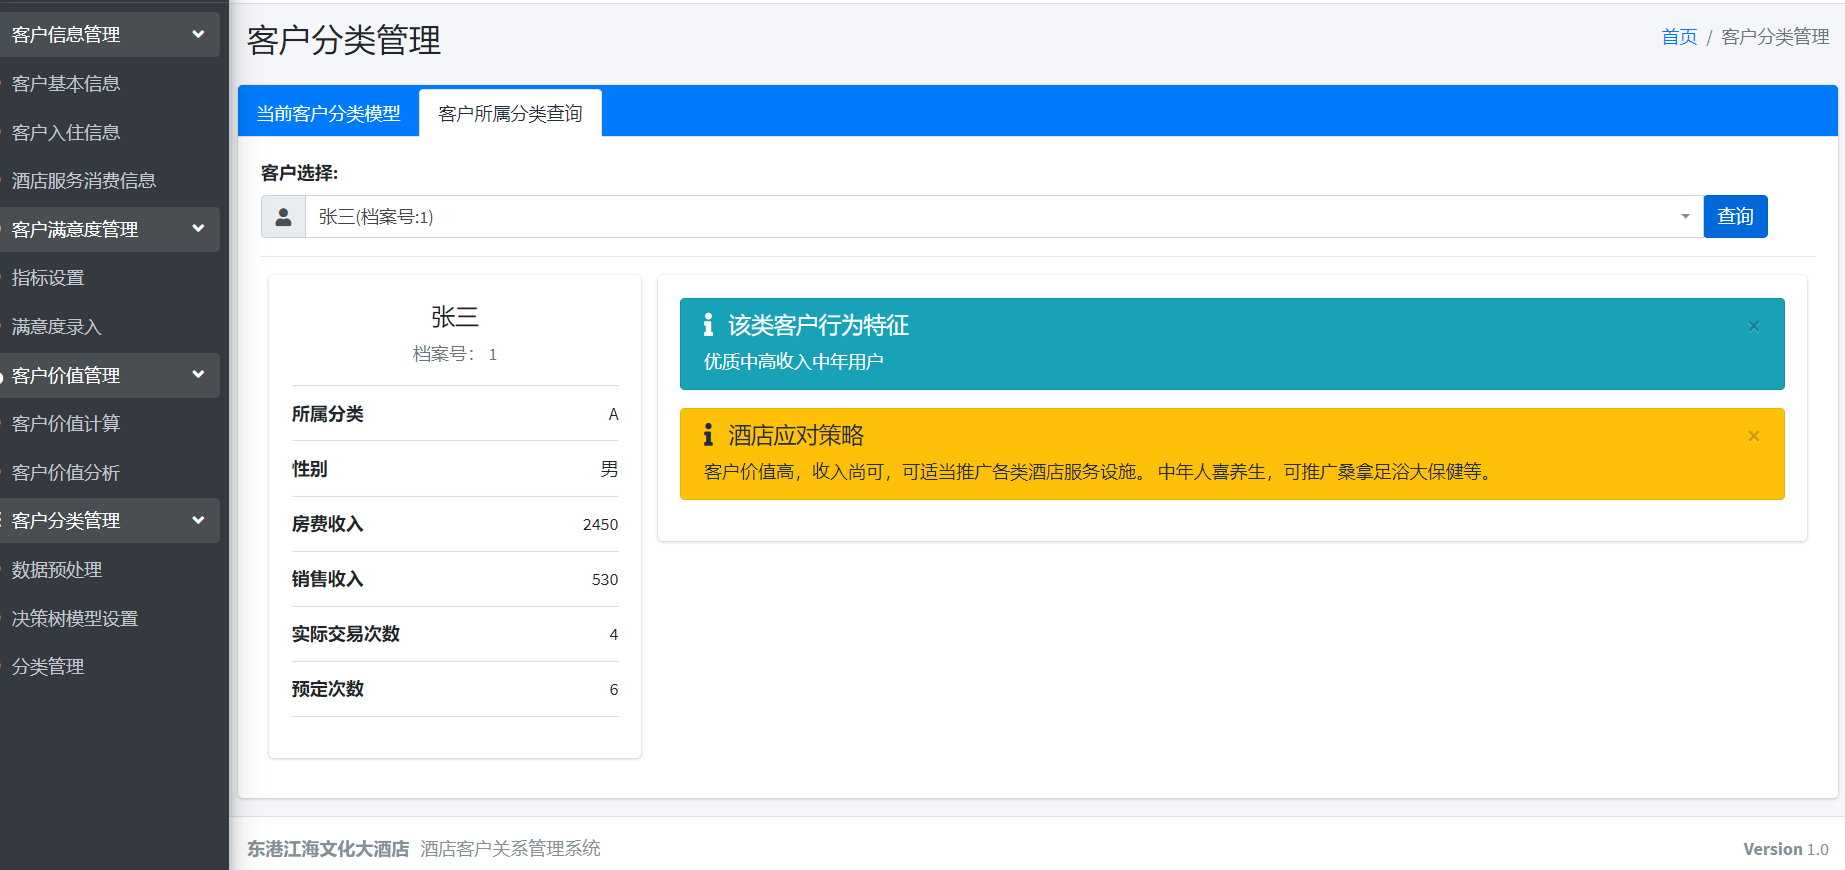 客户信息管理
客户基本信息
客户入住信息
酒店服务消费信息
客户满意度管理
指标设置
满意度录入
客户价值管理
客户价值计算
客户价值分析
客户分类管理
数据预处理
决策树模型设置
分类管理
客户分类管理
首页 / 客户分类管理
当前客户分类模型
客户所属分类查询
客户选择:
张三(档案号:1)
查询
张三
档案号： 1
所属分类 A
性别 男
房费收入 2450
销售收入 530
实际交易次数 4
预定次数 6
该类客户行为特征 ×
优质中高收入中年用户
酒店应对策略 ×
客户价值高，收入尚可，可适当推广各类酒店服务设施。 中年人喜养生，可推广桑拿足浴大保健等。
东港江海文化大酒店 酒店客户关系管理系统
Version 1.0